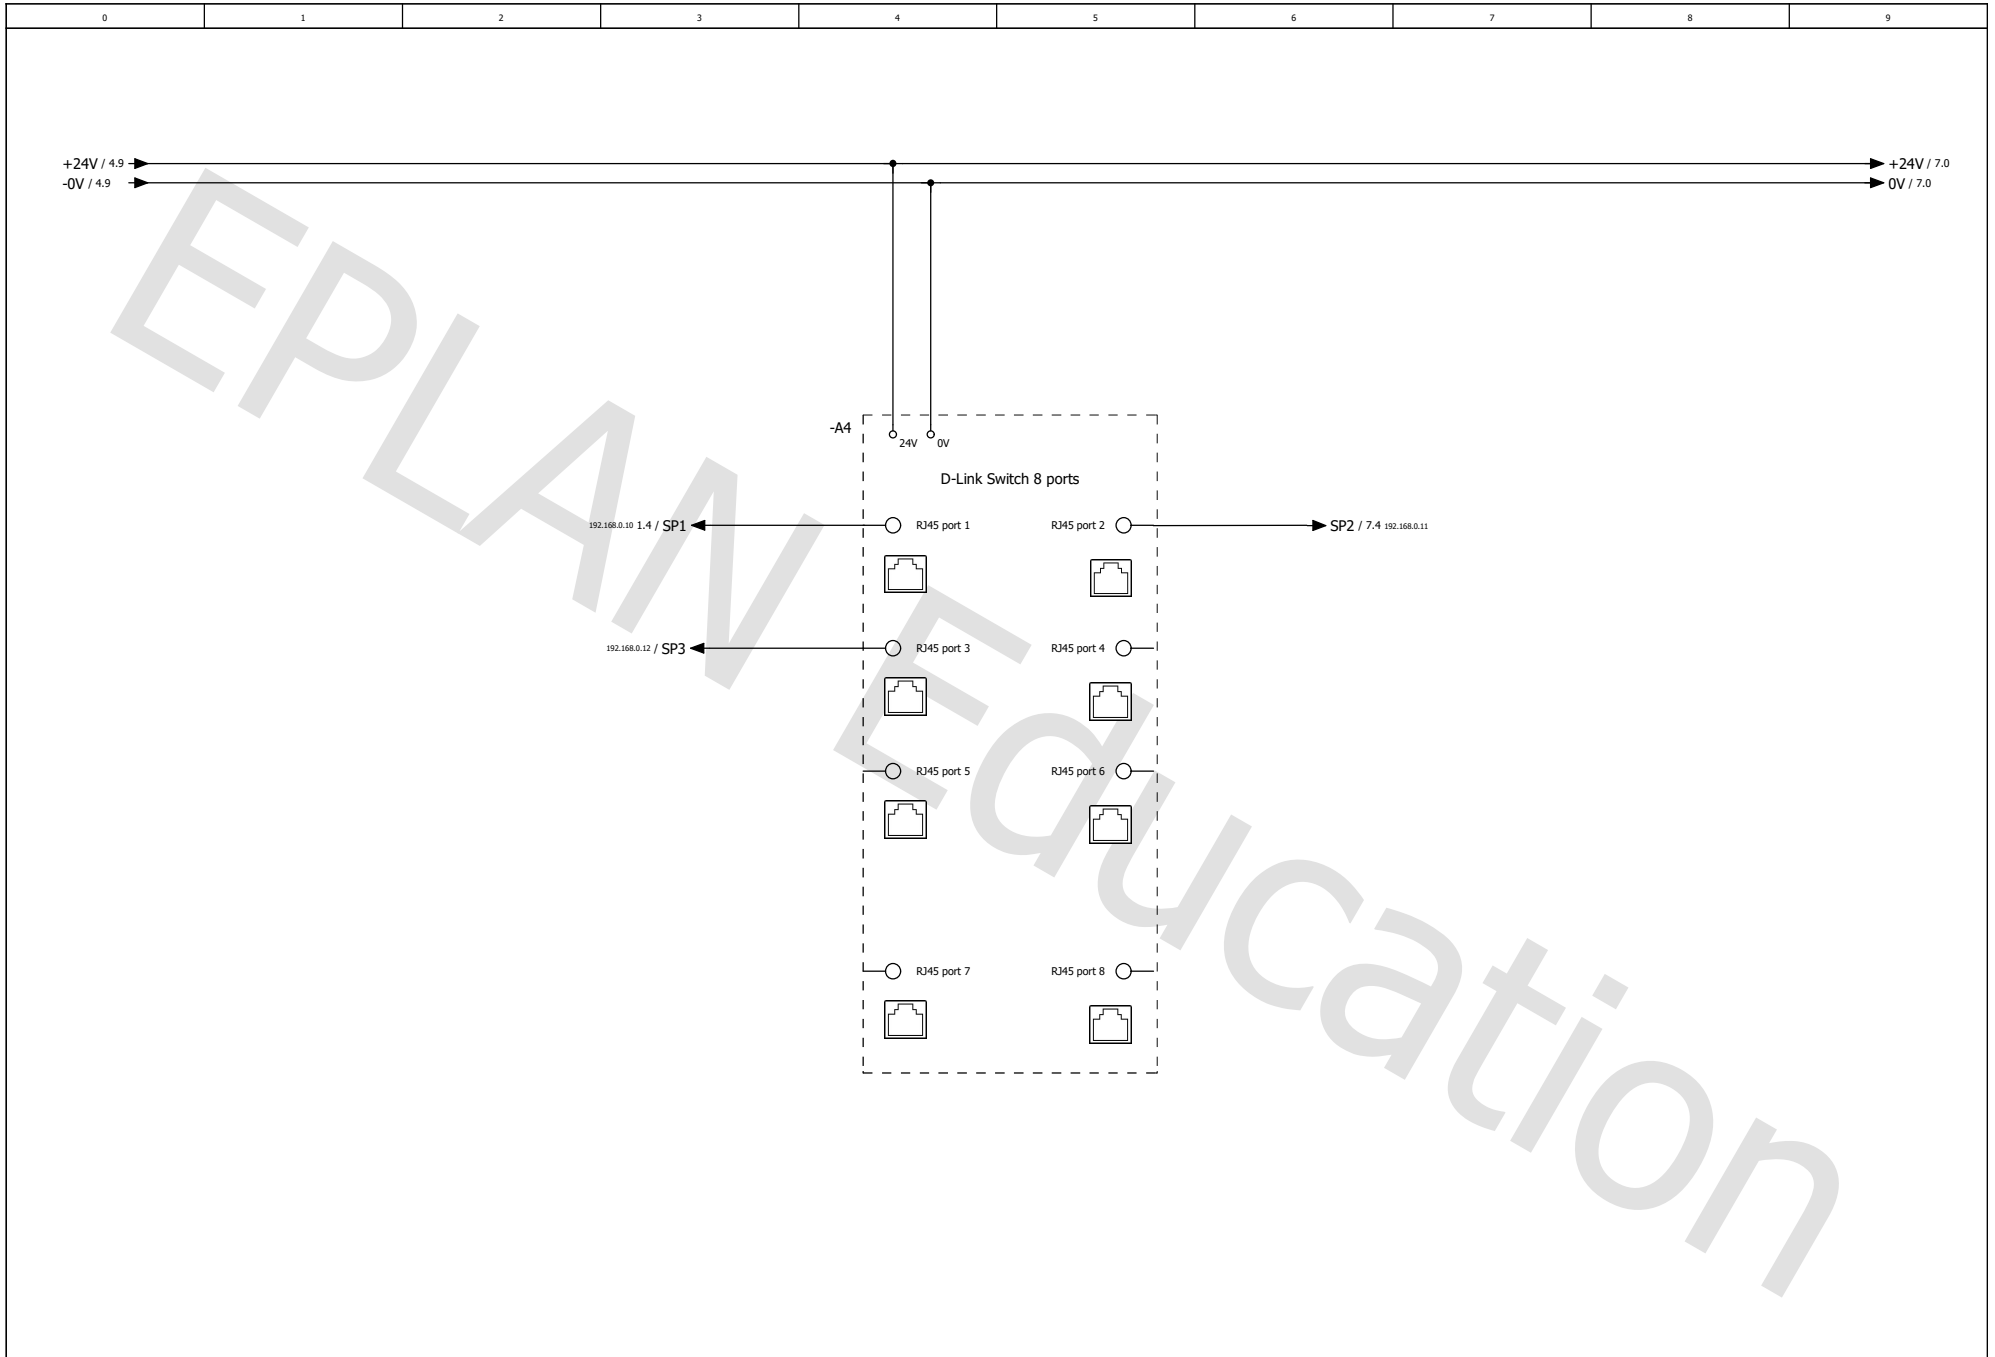 0 1 2 3 4 5 6 7 8 9
+24V / 4.9
+24V / 7.0
-0V / 4.9
0V / 7.0
-A4
24V
0V
D-Link Switch 8 ports
192.168.0.10 1.4 / SP1
RJ45 port 1
RJ45 port 2
SP2 / 7.4 192.168.0.11
192.168.0.12 / SP3
RJ45 port 3
RJ45 port 4
RJ45 port 5
RJ45 port 6
RJ45 port 7
RJ45 port 8
EPLAN Education